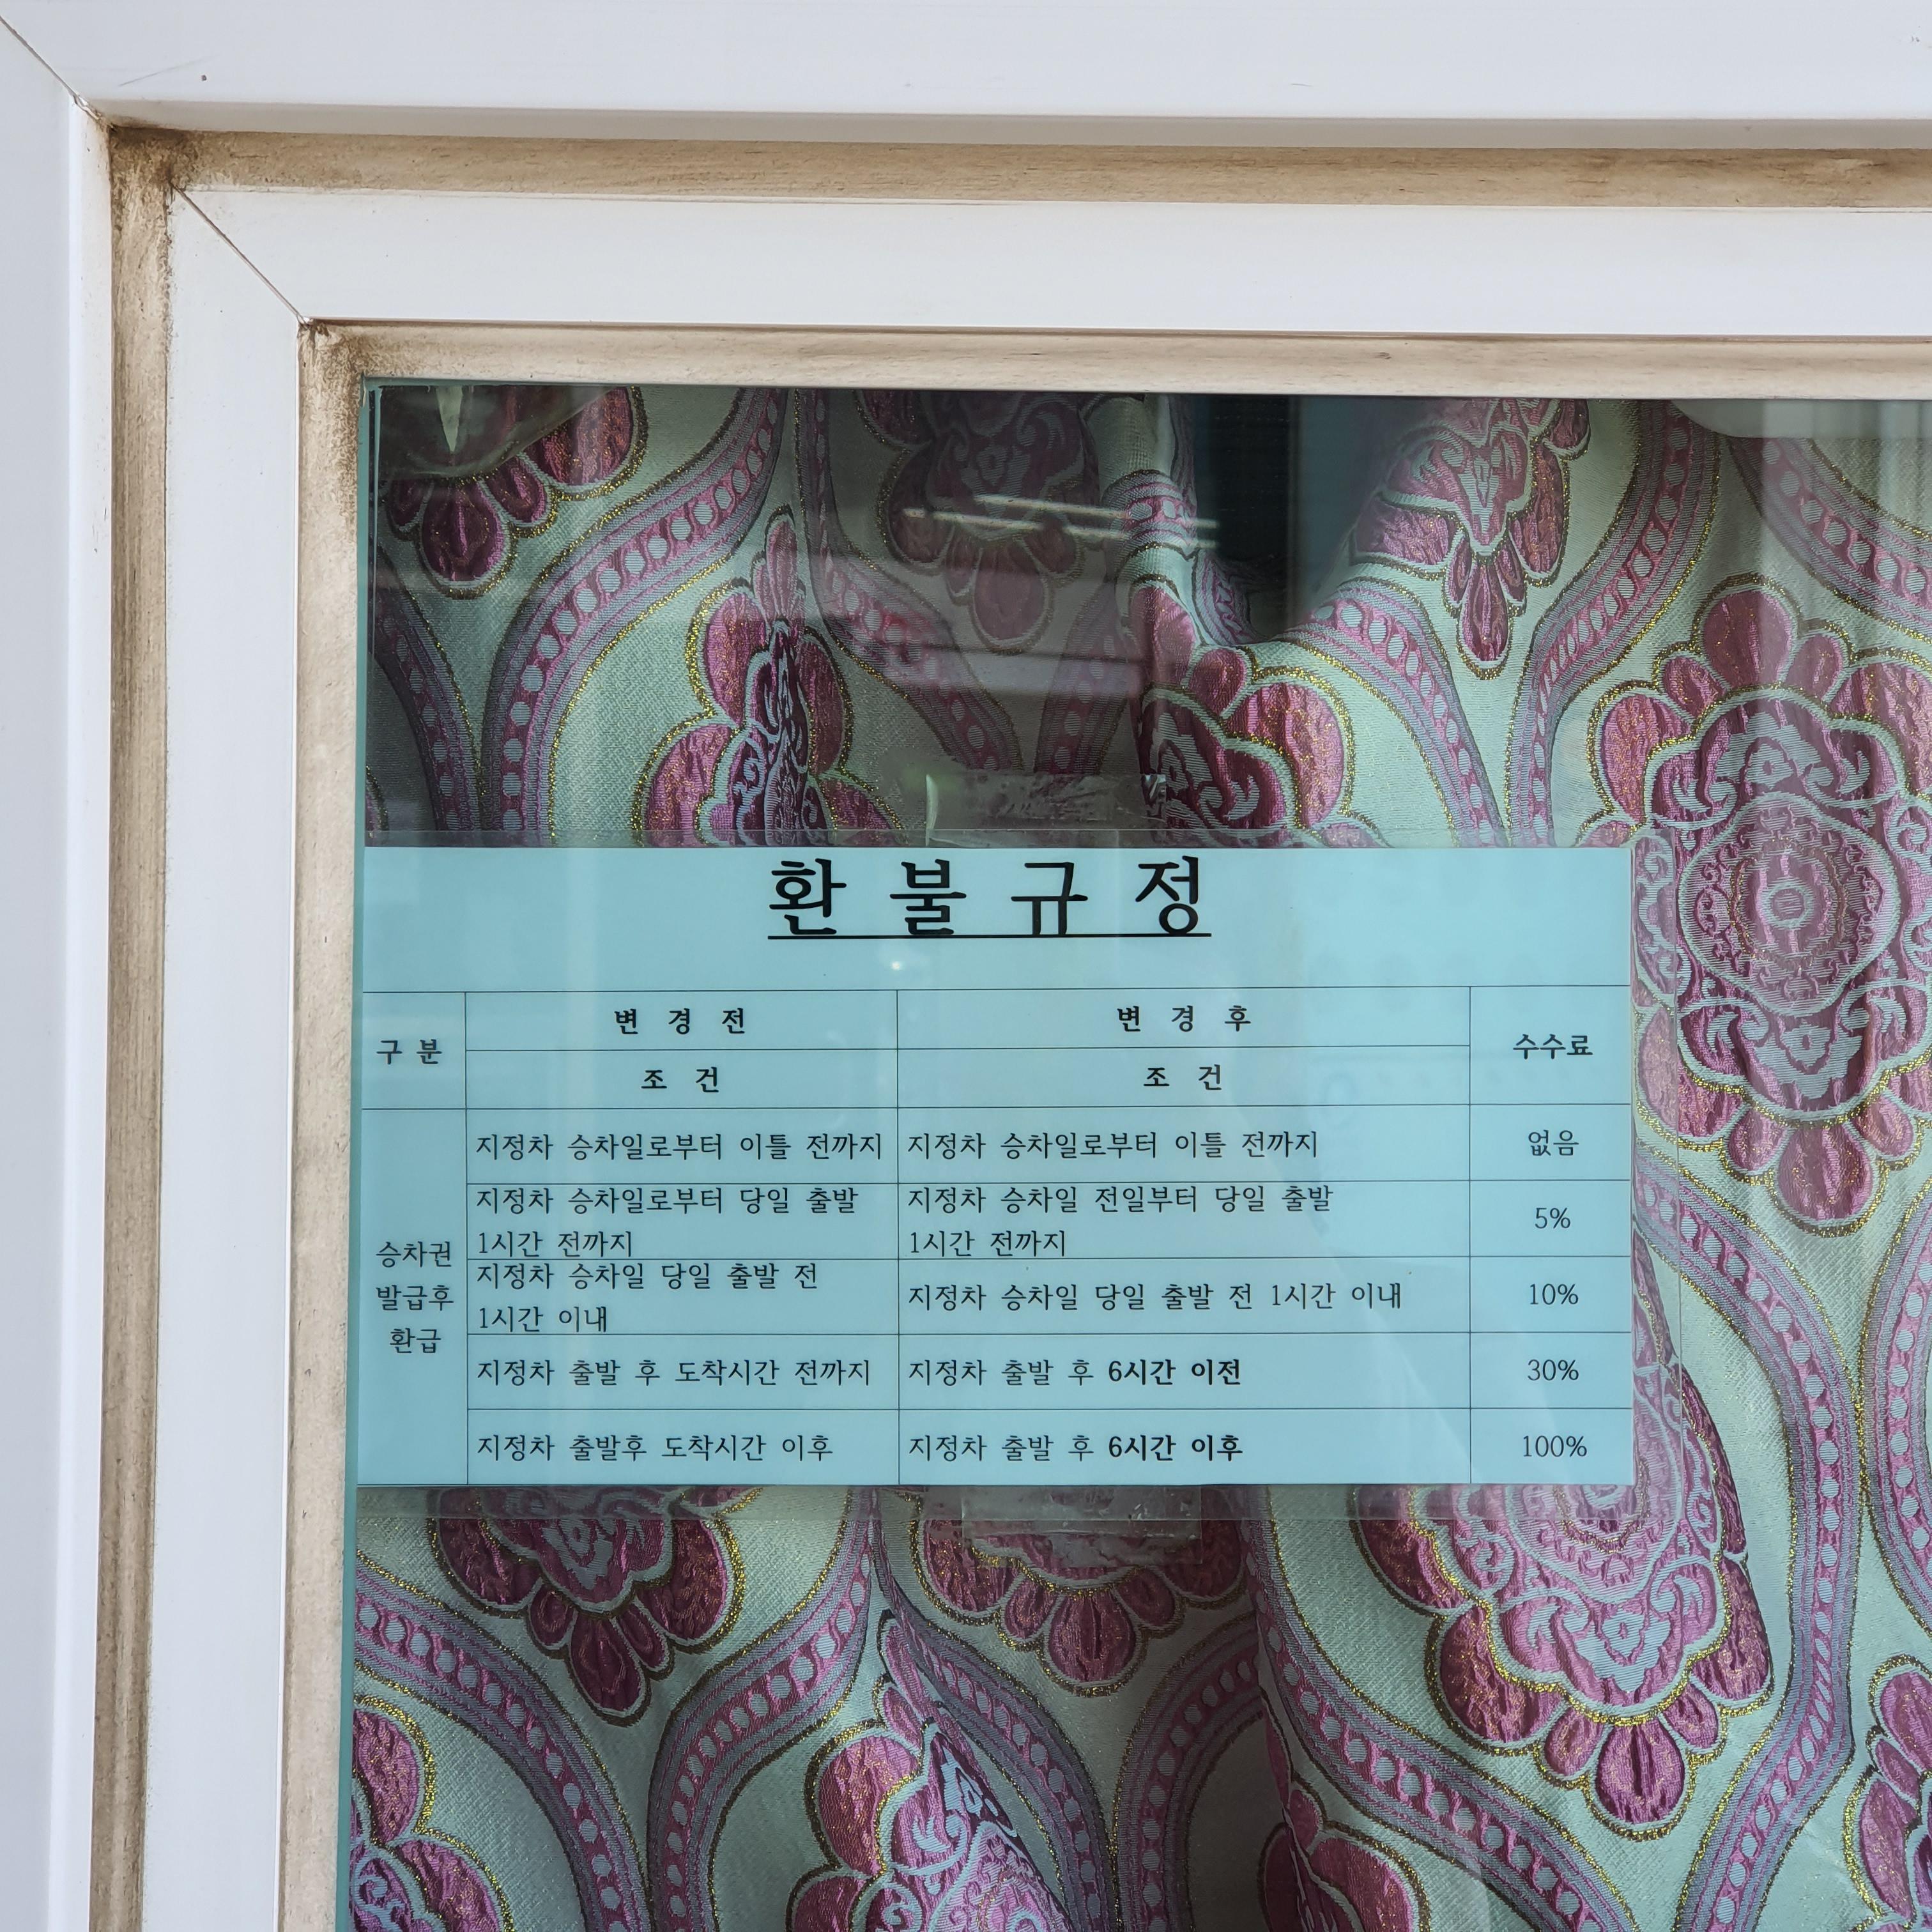 환 불 규 정
구 분
변 경 전
변 경 후
수수료
조 건
조 건
승차권
발급후
환급
지정차 승차일로부터 이틀 전까지
지정차 승차일로부터 이틀 전까지
없음
지정차 승차일로부터 당일 출발
1시간 전까지
지정차 승차일 전일부터 당일 출발
1시간 전까지
5%
지정차 승차일 당일 출발 전
1시간 이내
지정차 승차일 당일 출발 전 1시간 이내
10%
지정차 출발 후 도착시간 전까지
지정차 출발 후 6시간 이전
30%
지정차 출발후 도착시간 이후
지정차 출발 후 6시간 이후
100%